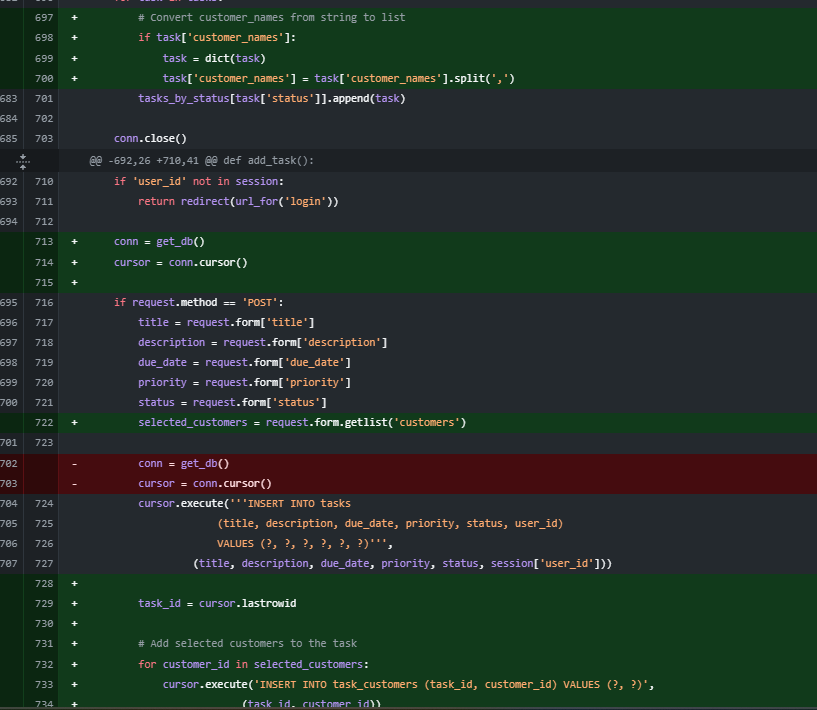 697 + # Convert customer_names from string to list
698 + if task['customer_names']:
699 + task = dict(task)
700 + task['customer_names'] = task['customer_names'].split(',')
683 701 tasks_by_status[task['status']].append(task)
684 702
685 703 conn.close()
@@ -692,26 +710,41 @@ def add_task():
692 710 if 'user_id' not in session:
693 711 return redirect(url_for('login'))
694 712
713 + conn = get_db()
714 + cursor = conn.cursor()
715 +
695 716 if request.method == 'POST':
696 717 title = request.form['title']
697 718 description = request.form['description']
698 719 due_date = request.form['due_date']
699 720 priority = request.form['priority']
700 721 status = request.form['status']
722 + selected_customers = request.form.getlist('customers')
701 723
702 - conn = get_db()
703 - cursor = conn.cursor()
704 724 cursor.execute('''INSERT INTO tasks
705 725 (title, description, due_date, priority, status, user_id)
706 726 VALUES (?, ?, ?, ?, ?, ?)''',
707 727 (title, description, due_date, priority, status, session['user_id']))
728 +
729 + task_id = cursor.lastrowid
730 +
731 + # Add selected customers to the task
732 + for customer_id in selected_customers:
733 + cursor.execute('INSERT INTO task_customers (task_id, customer_id) VALUES (?, ?)',
734 + (task_id, customer_id))